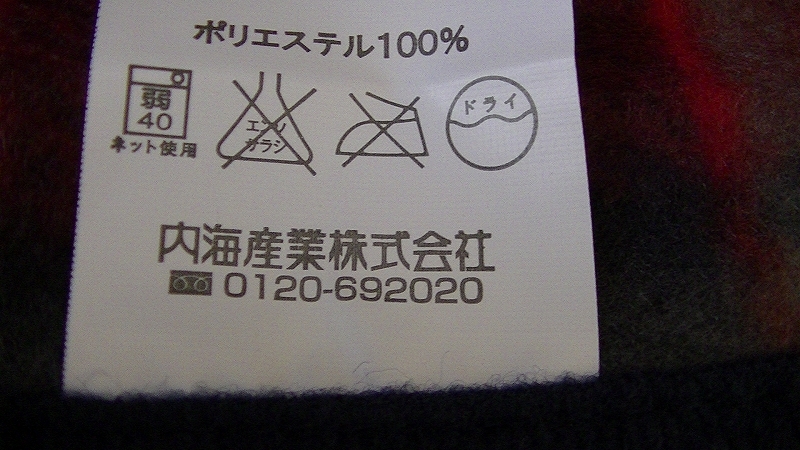 ポリエステル100%
弱
40
ネット使用
エンソ
サラシ
ドライ
内海産業株式会社
0120-692020